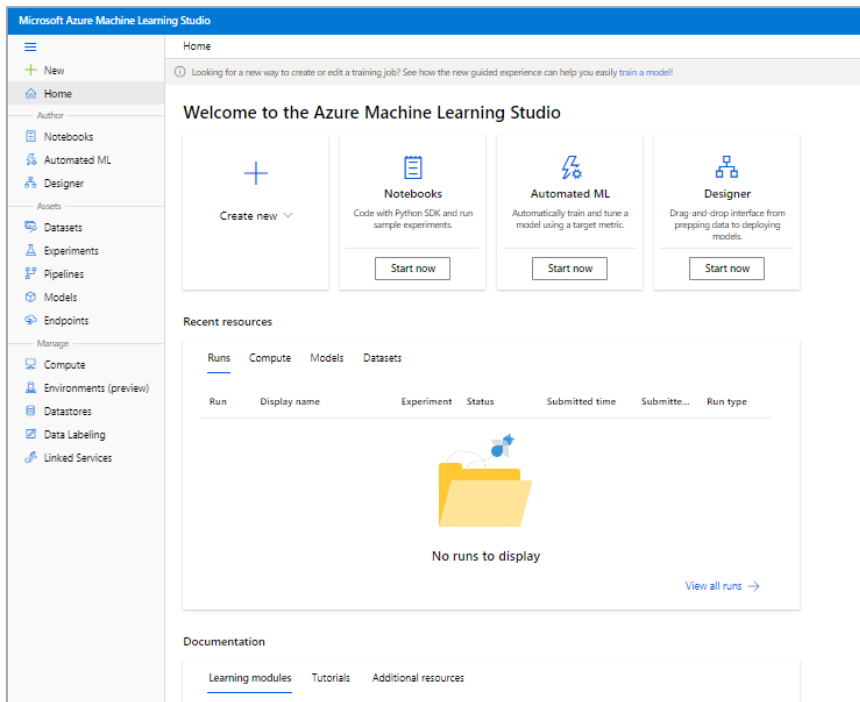 Microsoft Azure Machine Learning Studio
Home
New
Looking for a new way to create or edit a training job? See how the new guided experience can help you easily train a model!
Home
Author
Notebooks
Automated ML
Designer
Assets
Datasets
Experiments
Pipelines
Models
Endpoints
Manage
Compute
Environments (preview)
Datastores
Data Labeling
Linked Services
Welcome to the Azure Machine Learning Studio
Create new
Notebooks
Code with Python SDK and run
sample experiments.
Start now
Automated ML
Automatically train and tune a
model using a target metric.
Start now
Designer
Drag-and-drop interface from
prepping data to deploying
models.
Start now
Recent resources
Runs Compute Models Datasets
Run Display name Experiment Status Submitted time Submitte... Run type
No runs to display
View all runs
Documentation
Learning modules Tutorials Additional resources